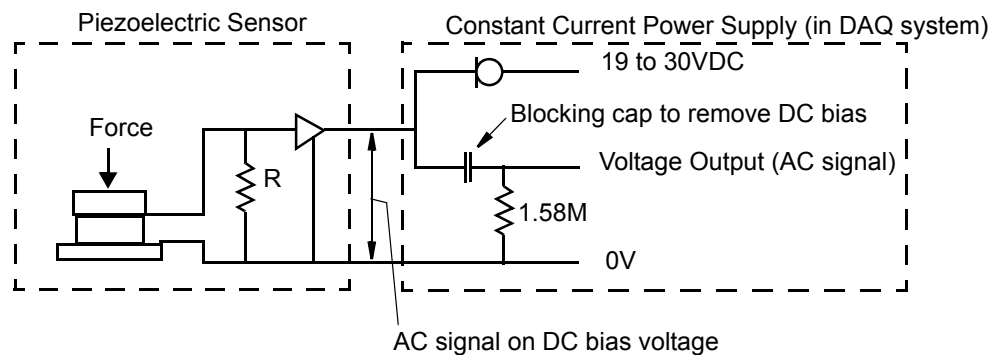 Piezoelectric Sensor
Constant Current Power Supply (in DAQ system)
19 to 30VDC
Blocking cap to remove DC bias
Force
Voltage Output (AC signal)
R
1.58M
0V
AC signal on DC bias voltage